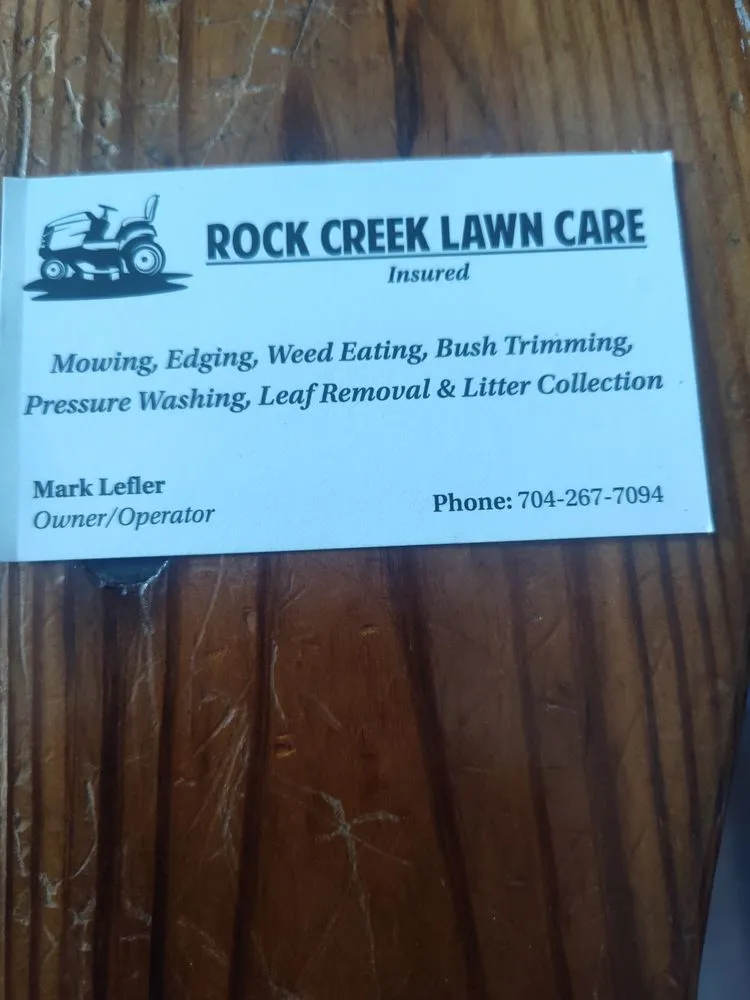 ROCK CREEK LAWN CARE
Insured
Mowing, Edging, Weed Eating, Bush Trimming,
Pressure Washing, Leaf Removal & Litter Collection
Mark Lefler
Owner/Operator
Phone: 704-267-7094